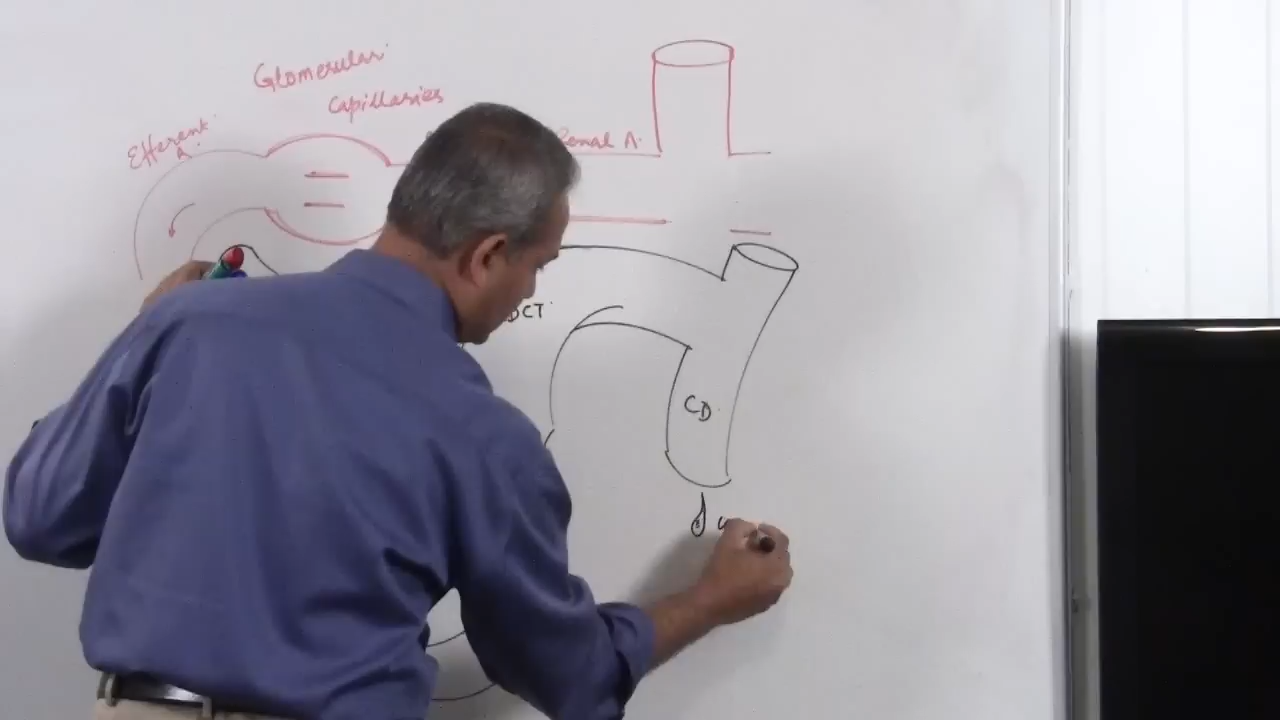 Glomerular
Capillaries
Efferent
a.
Renal A.
DCT
CD